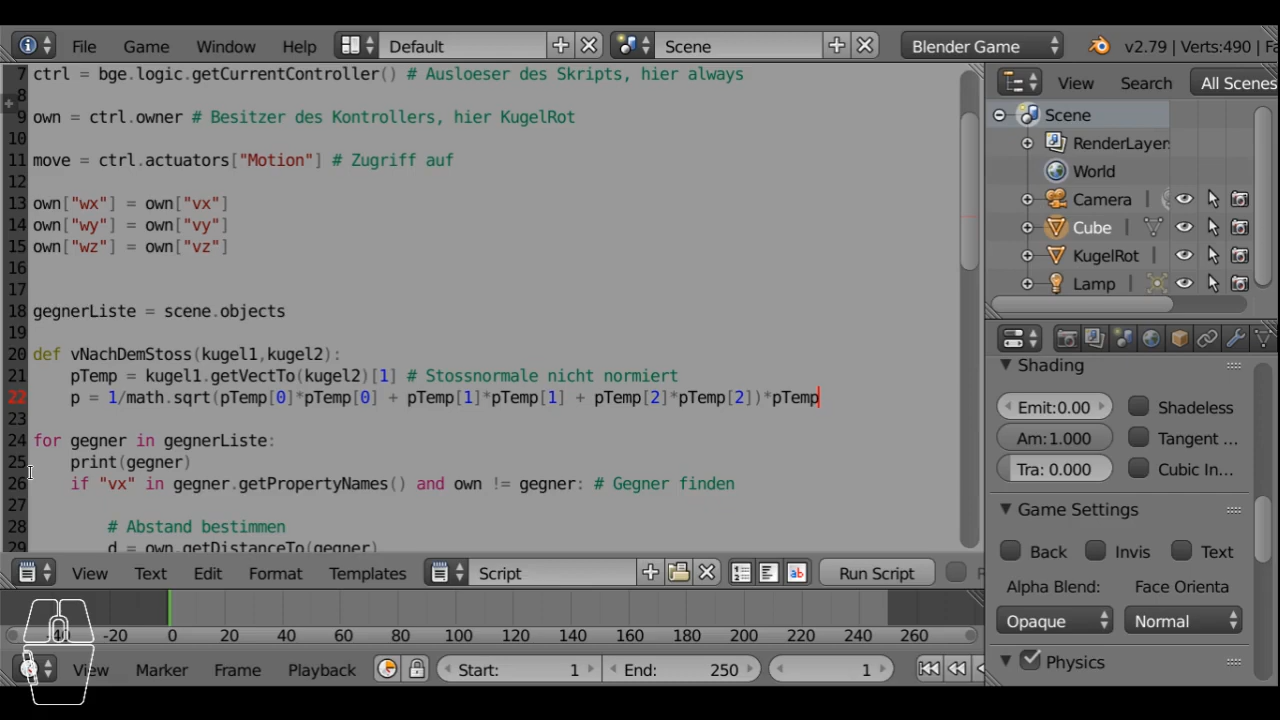 File Game Window Help Default Scene Blender Game v2.79 | Verts:490 | Fa
7 ctrl = bge.logic.getCurrentController() # Ausloeser des Skripts, hier always
8
9 own = ctrl.owner # Besitzer des Kontrollers, hier KugelRot
10
11 move = ctrl.actuators["Motion"] # Zugriff auf
12
13 own["wx"] = own["vx"]
14 own["wy"] = own["vy"]
15 own["wz"] = own["vz"]
16
17
18 gegnerListe = scene.objects
19
20 def vNachDemStoss(kugel1,kugel2):
21 pTemp = kugel1.getVectTo(kugel2)[1] # Stossnormale nicht normiert
22 p = 1/math.sqrt(pTemp[0]*pTemp[0] + pTemp[1]*pTemp[1] + pTemp[2]*pTemp[2])*pTemp
23
24 for gegner in gegnerListe:
25 print(gegner)
26 if "vx" in gegner.getPropertyNames() and own != gegner: # Gegner finden
27
28 # Abstand bestimmen
29 d = own.getDistanceTo(gegner)
View Text Edit Format Templates Script Run Script
-40 -20 0 20 40 60 80 100 120 140 160 180 200 220 240 260
View Marker Frame Playback Start: 1 End: 250 1
View Search All Scenes
Scene
RenderLayer
World
Camera
Cube
KugelRot
Lamp
Shading
Emit:0.00 Shadeless
Am:1.000 Tangent ...
Tra: 0.000 Cubic In...
Game Settings
Back Invis Text
Alpha Blend: Face Orienta
Opaque Normal
Physics